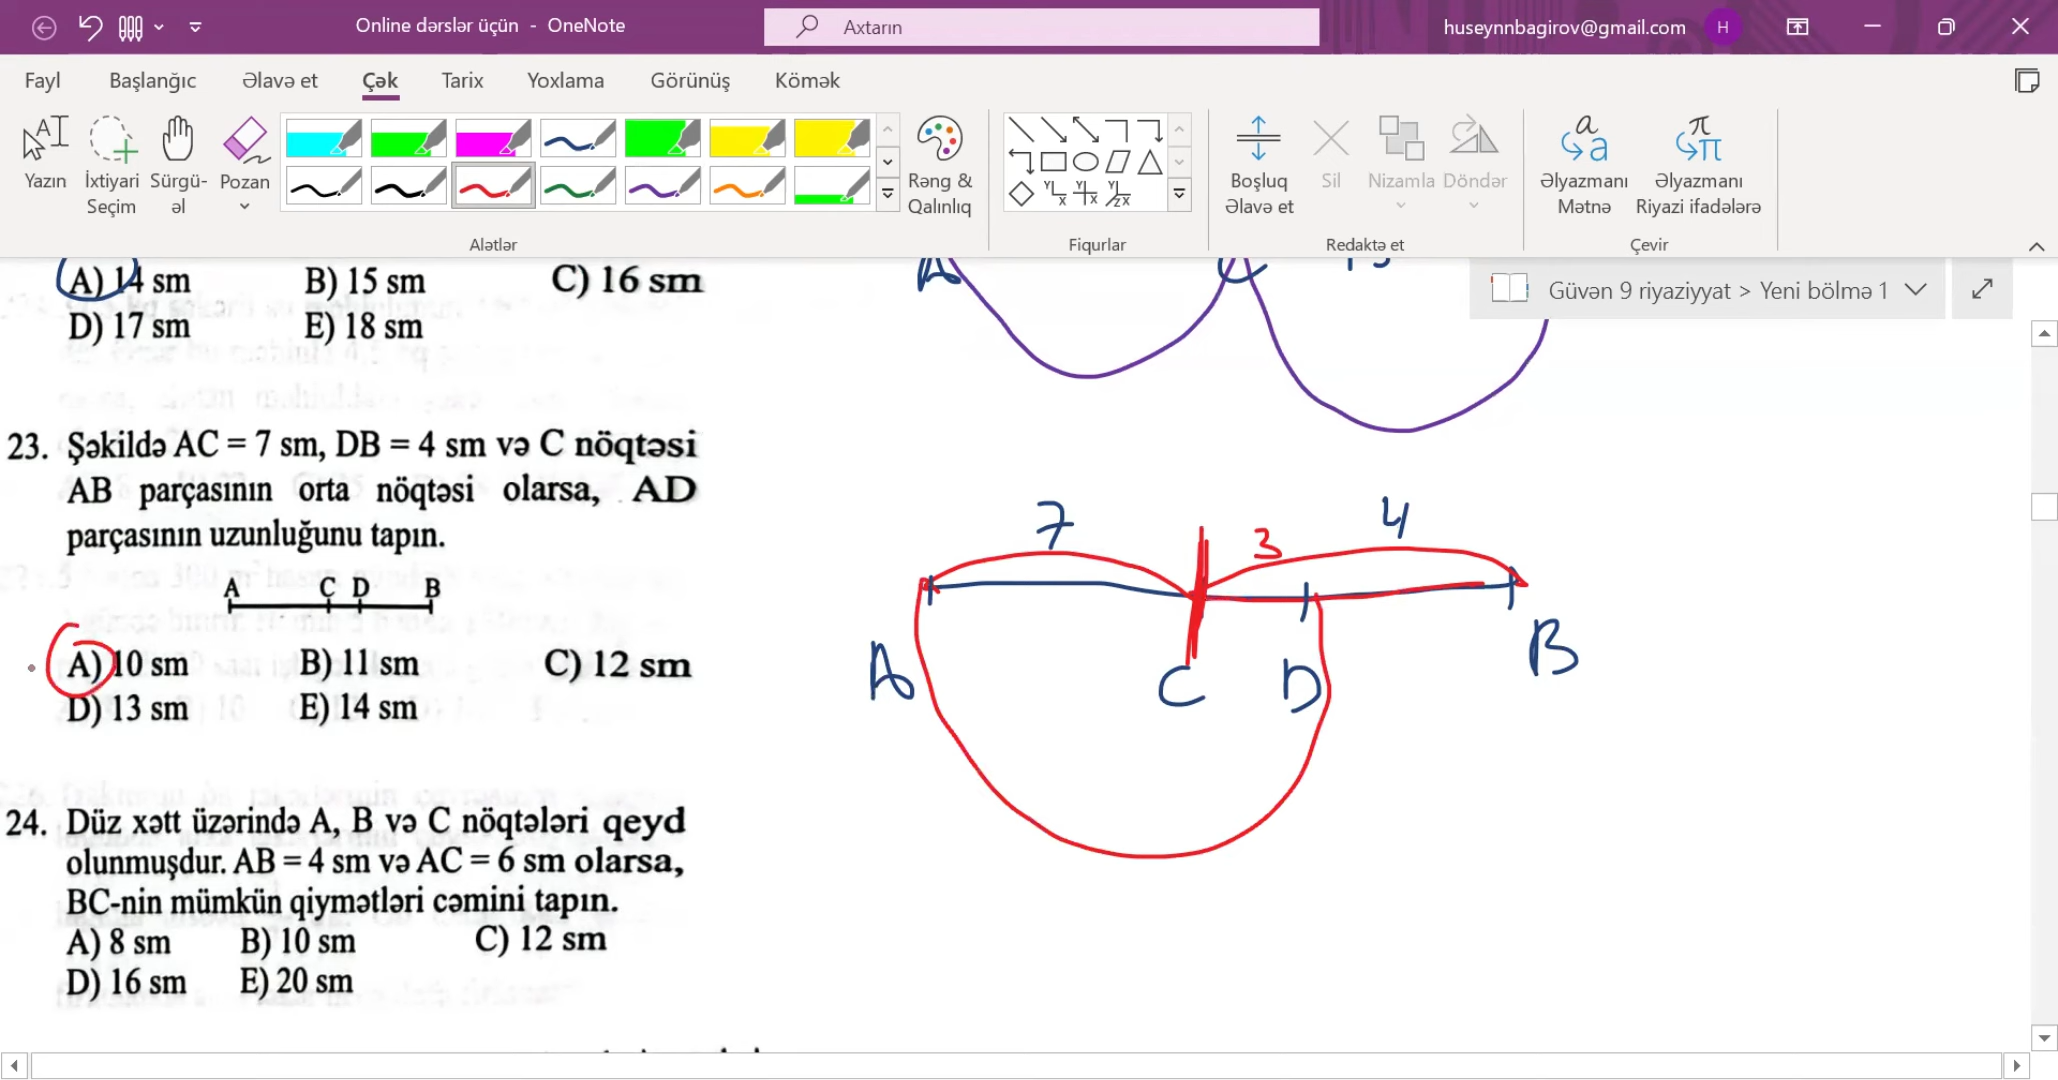 Online dərslər üçün - OneNote
Axtarın
huseynnbagirov@gmail.com
H
Fayl
Başlanğıc
Əlavə et
Çək
Tarix
Yoxlama
Görünüş
Kömək
Yazın
İxtiyari Seçim
Sürgü-əl
Pozan
Rəng & Qalınlıq
Boşluq Əlavə et
Sil
Nizamla
Döndər
Əlyazmanı Mətnə
Əlyazmanı Riyazi ifadələrə
Alətlər
Fiqurlar
Redaktə et
Çevir
Güvən 9 riyaziyyat > Yeni bölmə 1
A) 14 sm B) 15 sm C) 16 sm
D) 17 sm E) 18 sm
23. Şəkildə AC = 7 sm, DB = 4 sm və C nöqtəsi
AB parçasının orta nöqtəsi olarsa, AD
parçasının uzunluğunu tapın.
A C D B
A) 10 sm B) 11 sm C) 12 sm
D) 13 sm E) 14 sm
24. Düz xətt üzərində A, B və C nöqtələri qeyd
olunmuşdur. AB = 4 sm və AC = 6 sm olarsa,
BC-nin mümkün qiymətləri cəmini tapın.
A) 8 sm B) 10 sm C) 12 sm
D) 16 sm E) 20 sm
7 3 4
A C D B